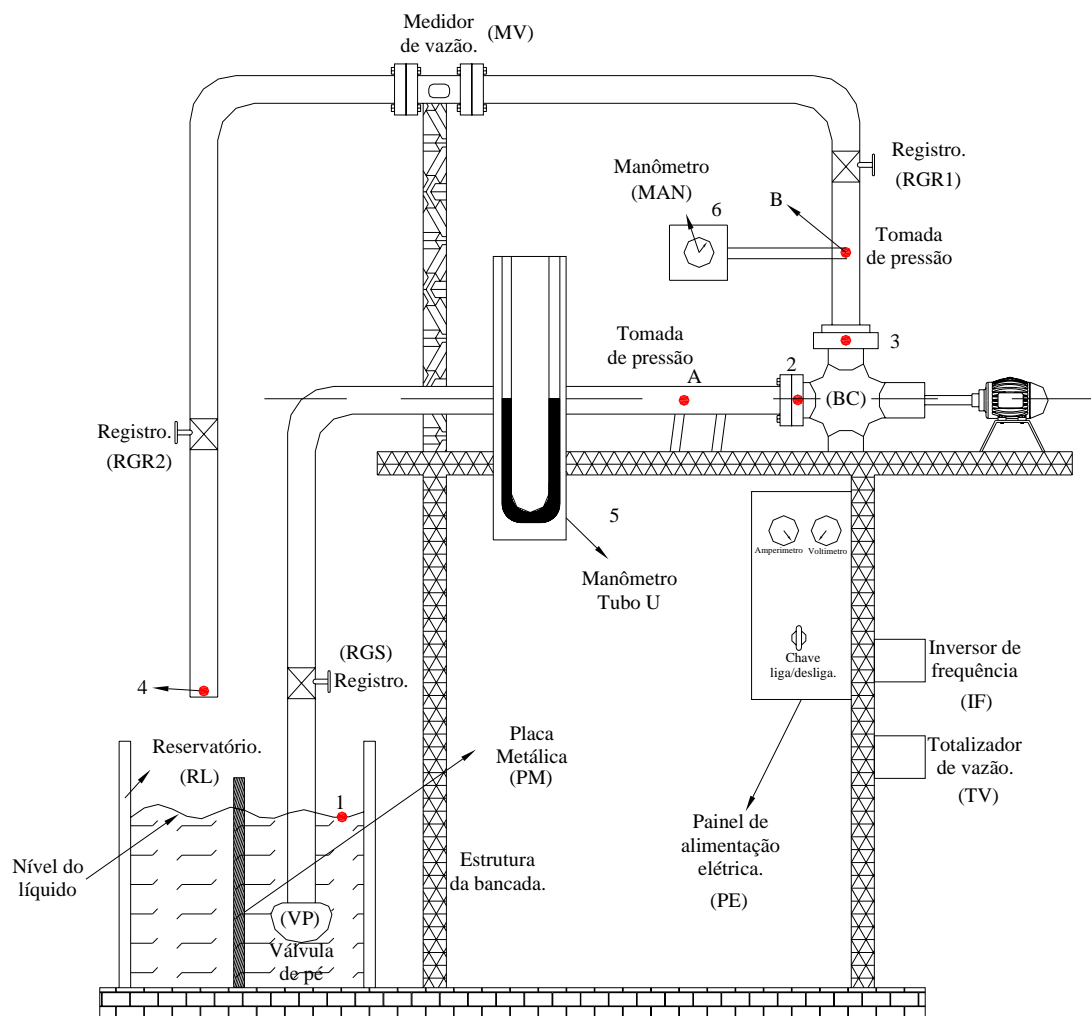 Medidor
de vazão.
(MV)
Registro.
(RGR1)
Manômetro
(MAN)
6
B
Tomada
de pressão
Tomada
de pressão
A
2
3
(BC)
Registro.
(RGR2)
5
Manômetro
Tubo U
Amperimetro
Voltimetro
Chave
liga/desliga.
Inversor de
frequência
(IF)
(RGS)
Registro.
4
Placa
Metálica
(PM)
Totalizador
de vazão.
(TV)
Reservatório.
(RL)
1
Painel de
alimentação
elétrica.
(PE)
Nível do
líquido
Estrutura
da bancada.
(VP)
Válvula
de pé